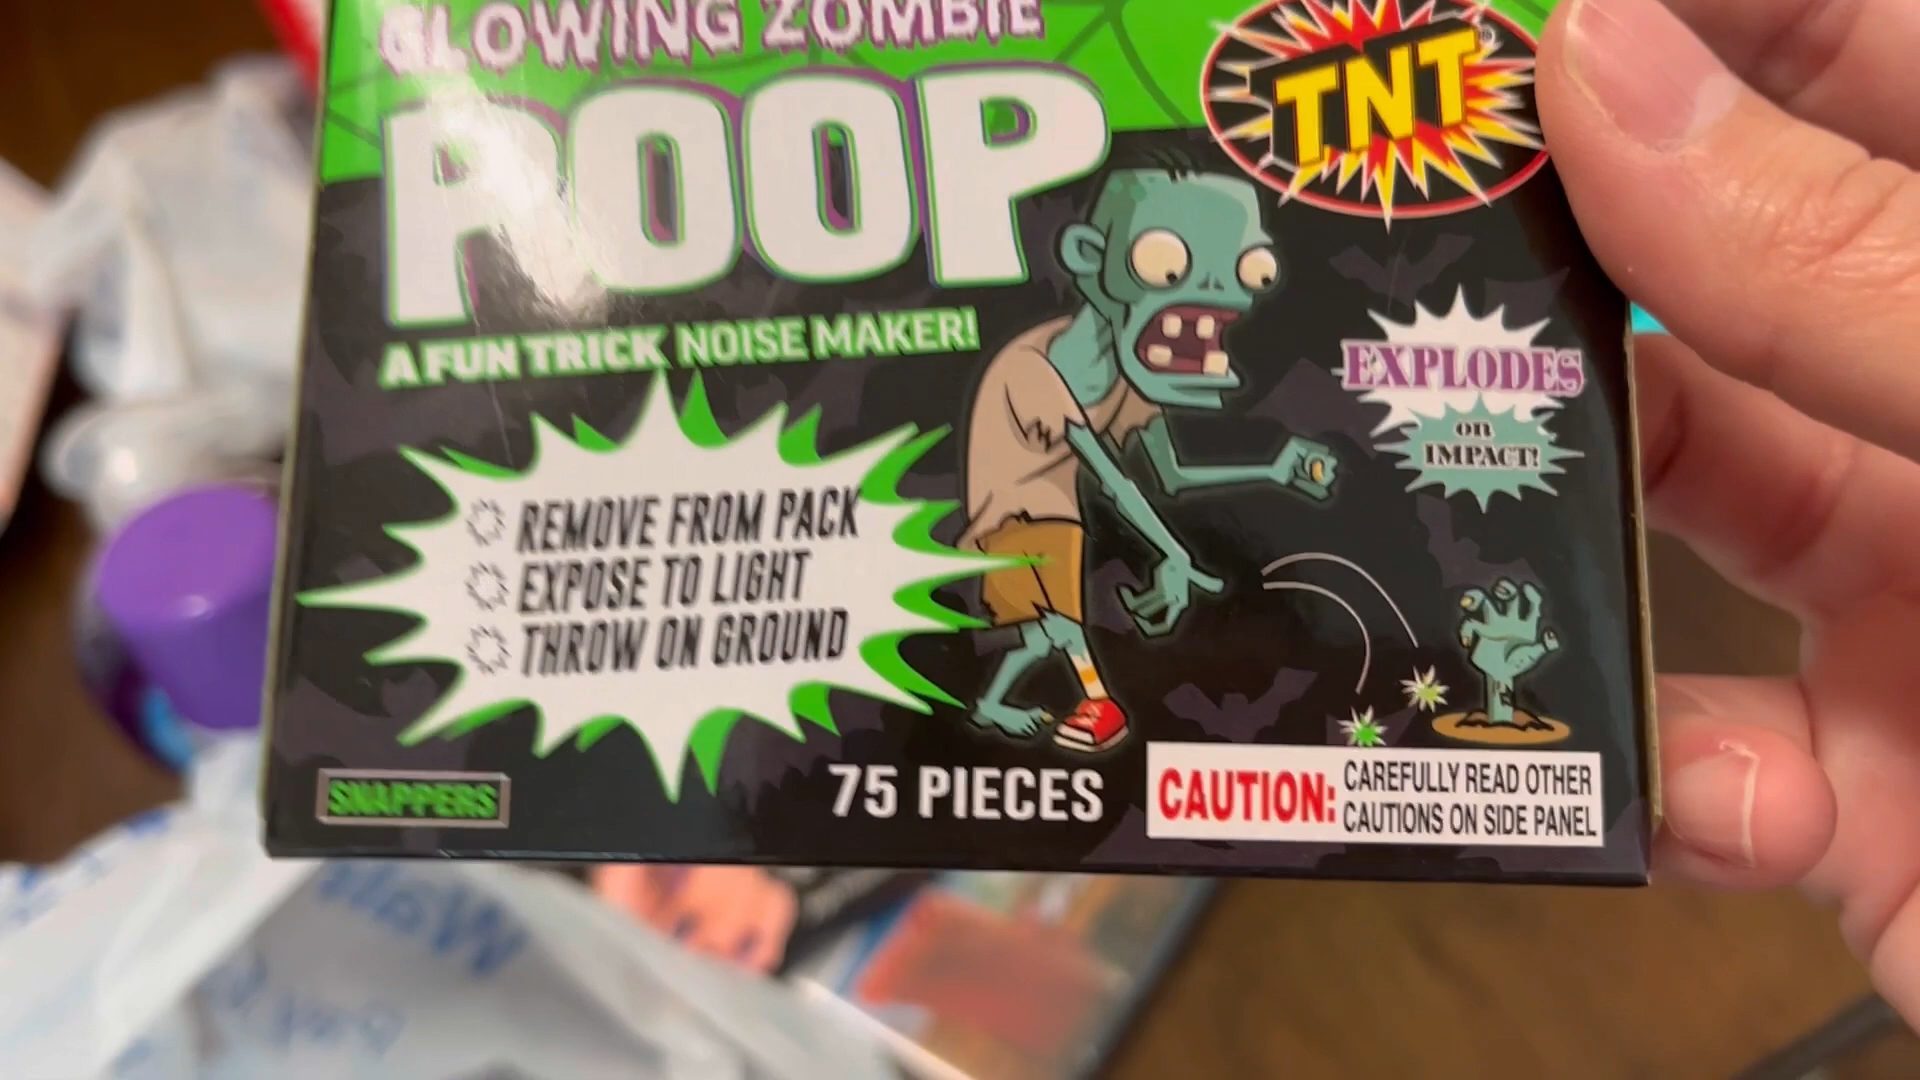 GLOWING ZOMBIE
POOP
TNT
A FUN TRICK NOISE MAKER!
EXPLODES
ON
IMPACT!
REMOVE FROM PACK
EXPOSE TO LIGHT
THROW ON GROUND
SNAPPERS
75 PIECES
CAUTION: CAREFULLY READ OTHER
CAUTIONS ON SIDE PANEL